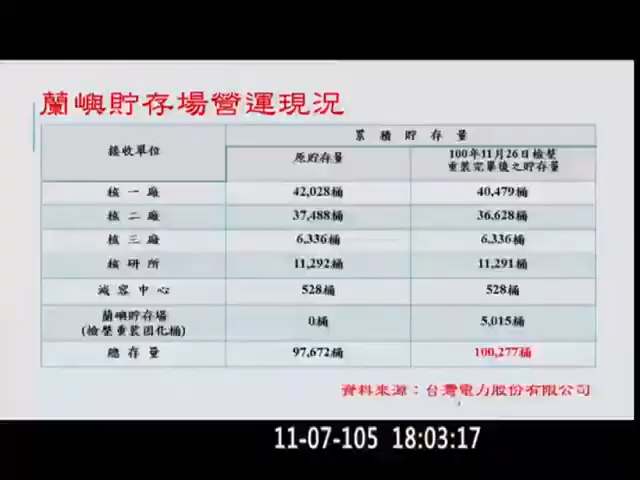 蘭嶼貯存場營運現況
接收單位
累積貯存量
原貯存量
100年11月26日檢整
重裝完畢後之貯存量
核一廠 42,028桶 40,479桶
核二廠 37,488桶 36,628桶
核三廠 6,336桶 6,336桶
核研所 11,292桶 11,291桶
減容中心 528桶 528桶
蘭嶼貯存場
(檢整重裝固化桶) 0桶 5,015桶
總存量 97,672桶 100,277桶
資料來源：台灣電力股份有限公司
11-07-105 18:03:17